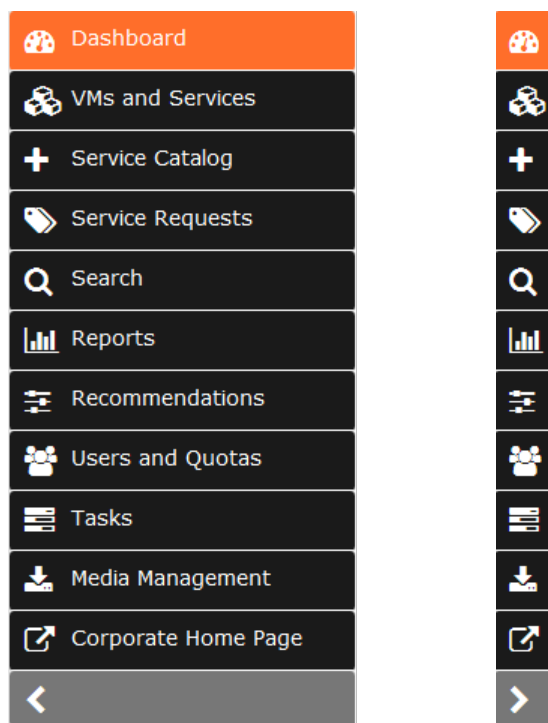 Dashboard
VMs and Services
Service Catalog
Service Requests
Search
Reports
Recommendations
Users and Quotas
Tasks
Media Management
Corporate Home Page